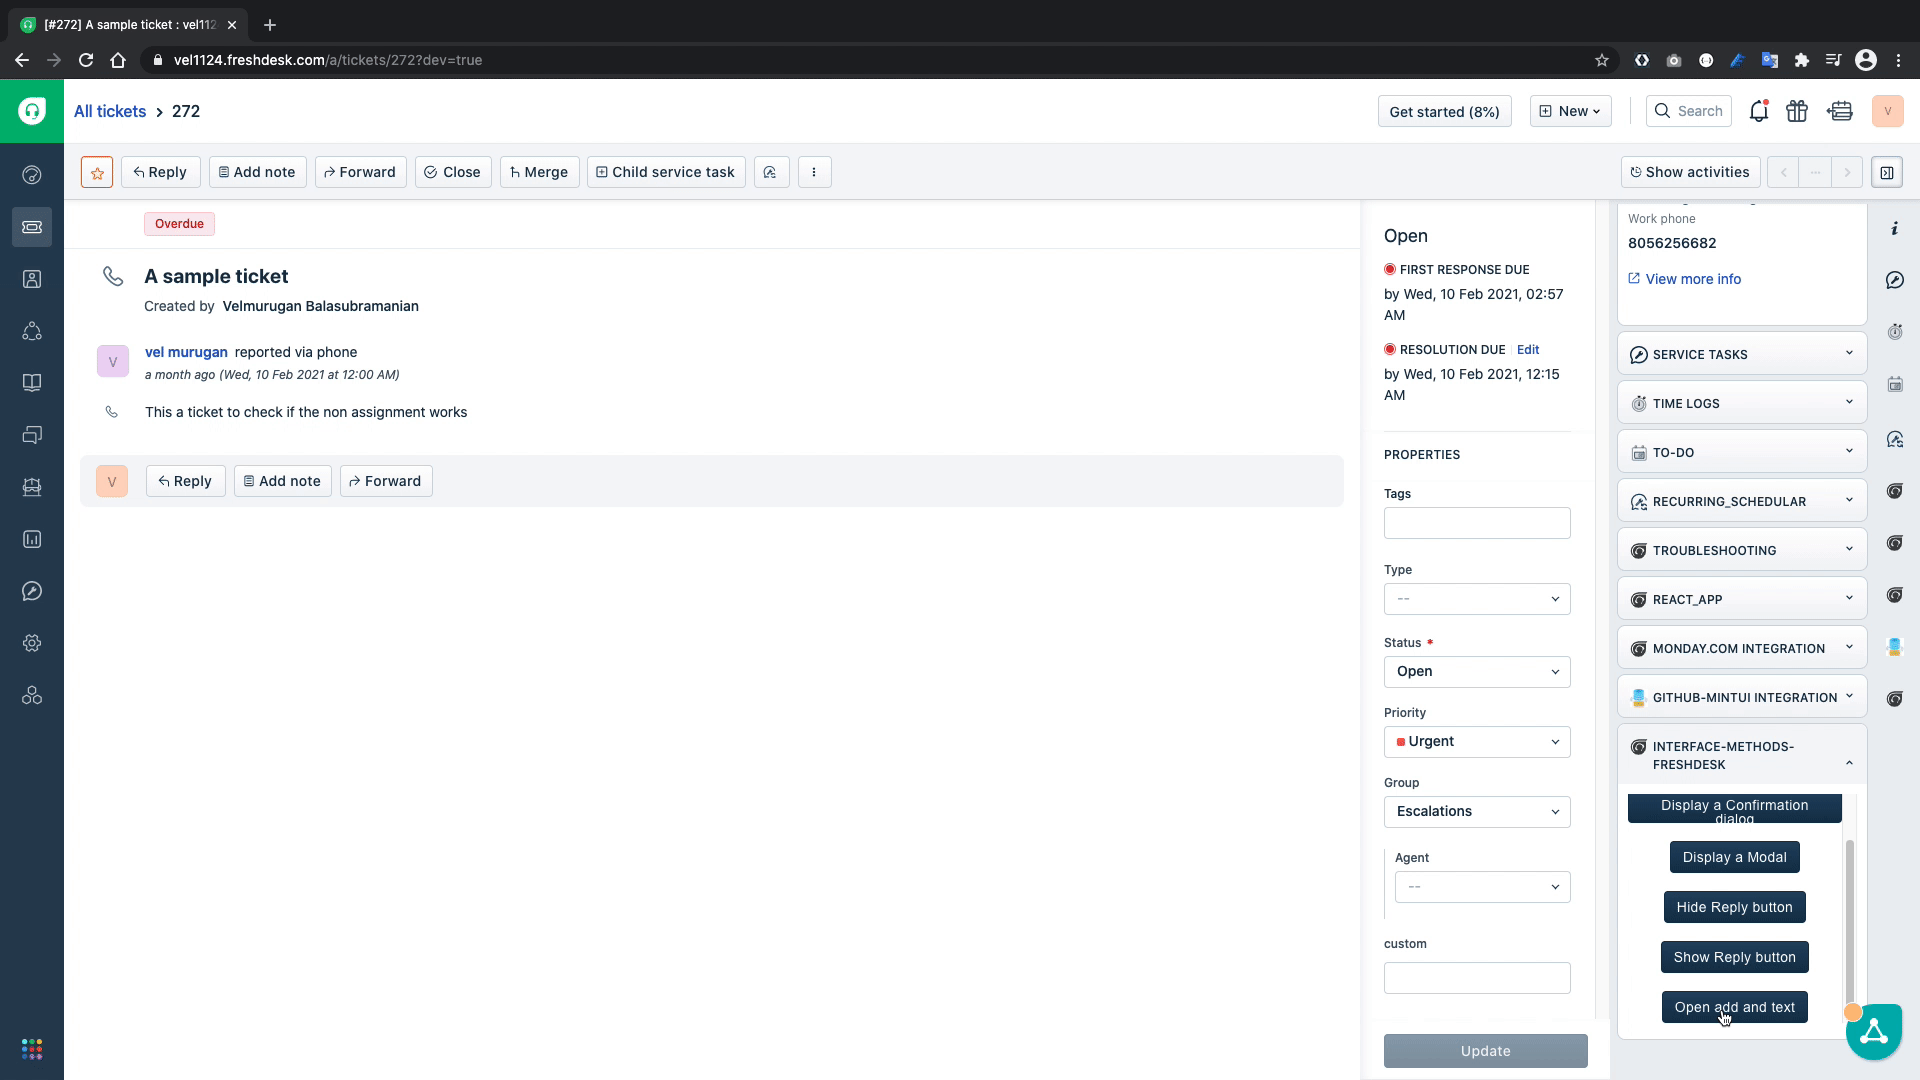 [#272] A sample ticket : vel112
vel1124.freshdesk.com/a/tickets/272?dev=true
All tickets > 272
Get started (8%)
New
Search
V
Reply
Add note
Forward
Close
Merge
Child service task
Show activities
Overdue
A sample ticket
Created by Velmurugan Balasubramanian
V
vel murugan reported via phone
a month ago (Wed, 10 Feb 2021 at 12:00 AM)
This a ticket to check if the non assignment works
V
Reply
Add note
Forward
Open
FIRST RESPONSE DUE
by Wed, 10 Feb 2021, 02:57
AM
RESOLUTION DUE Edit
by Wed, 10 Feb 2021, 12:15
AM
PROPERTIES
Tags
Type
--
Status *
Open
Priority
Urgent
Group
Escalations
Agent
--
custom
Update
Work phone
8056256682
View more info
SERVICE TASKS
TIME LOGS
TO-DO
RECURRING_SCHEDULAR
TROUBLESHOOTING
REACT_APP
MONDAY.COM INTEGRATION
GITHUB-MINTUI INTEGRATION
INTERFACE-METHODS-
FRESHDESK
Display a Confirmation
dialog
Display a Modal
Hide Reply button
Show Reply button
Open add and text